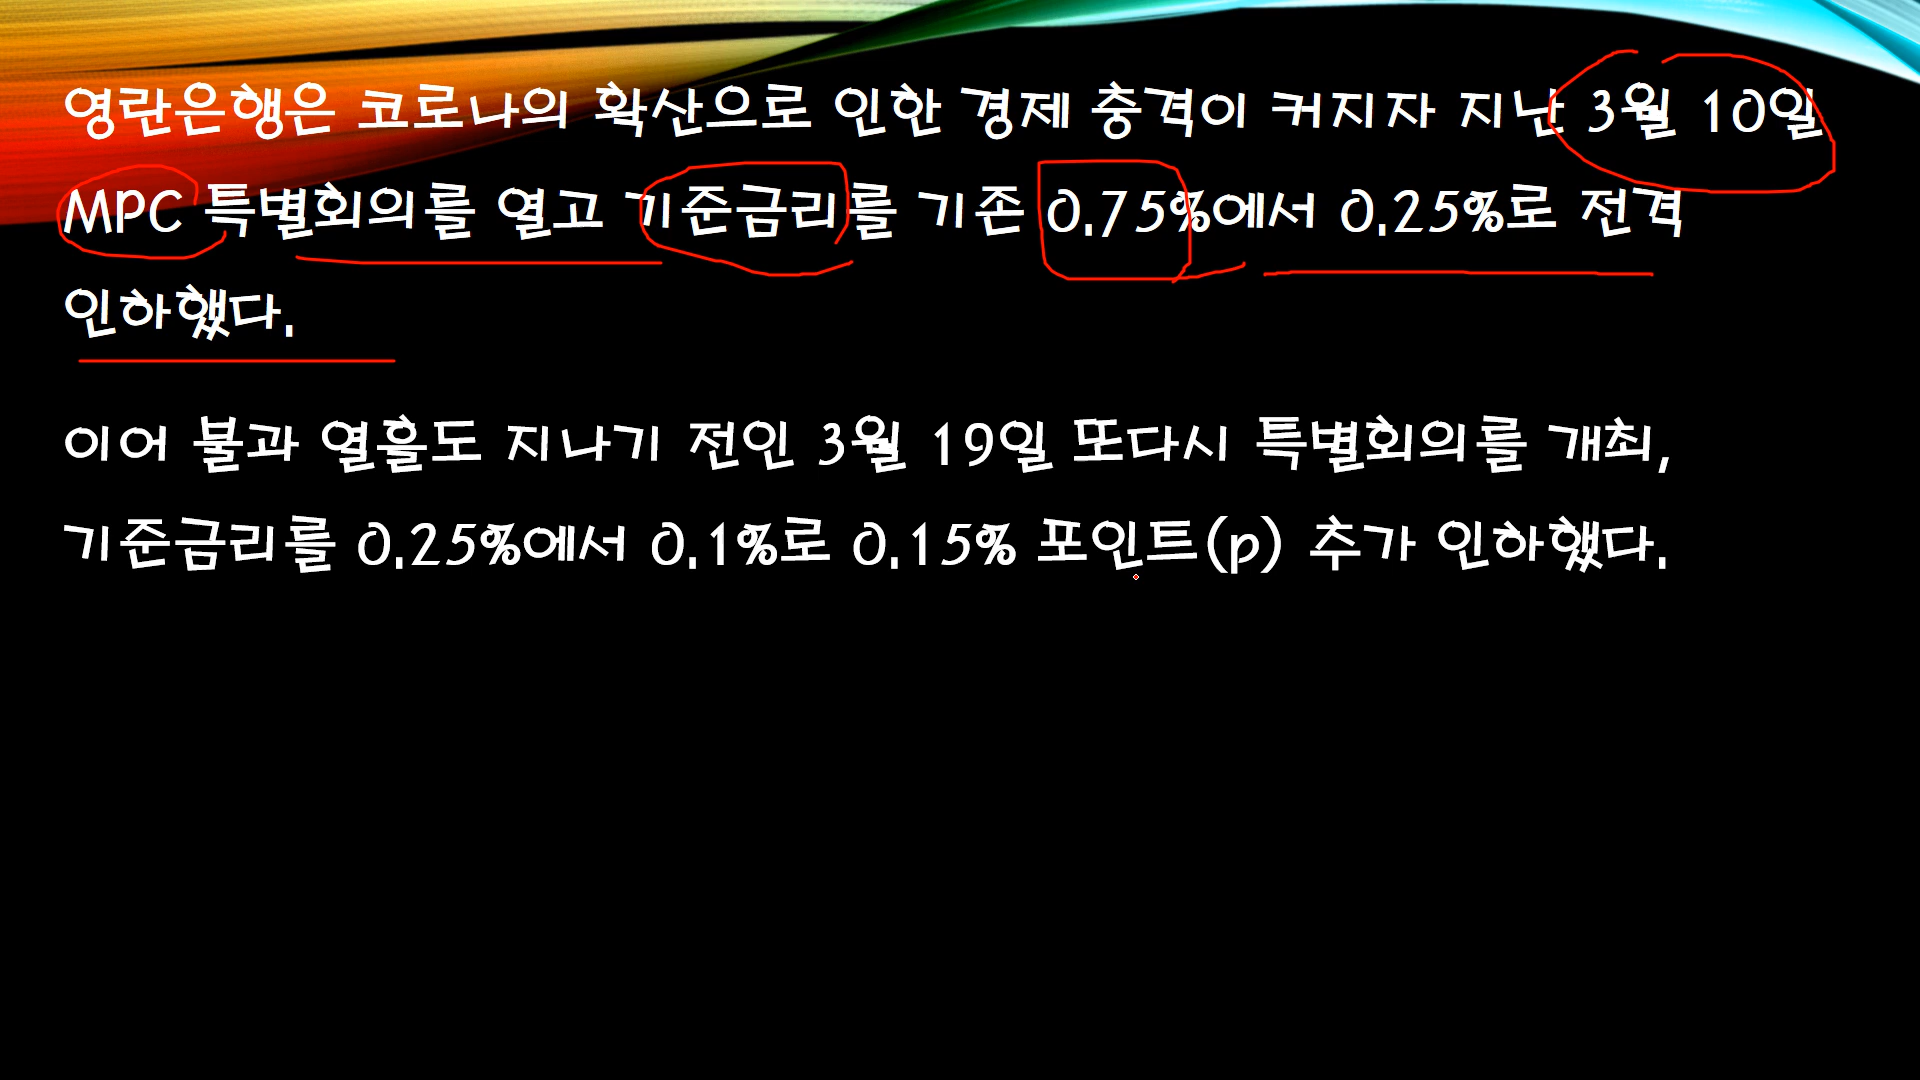 영란은행은 코로나의 확산으로 인한 경제 충격이 커지자 지난 3월 10일
MPC 특별회의를 열고 기준금리를 기존 0.75%에서 0.25%로 전격
인하했다.
이어 불과 열흘도 지나기 전인 3월 19일 또다시 특별회의를 개최,
기준금리를 0.25%에서 0.1%로 0.15% 포인트(p) 추가 인하했다.